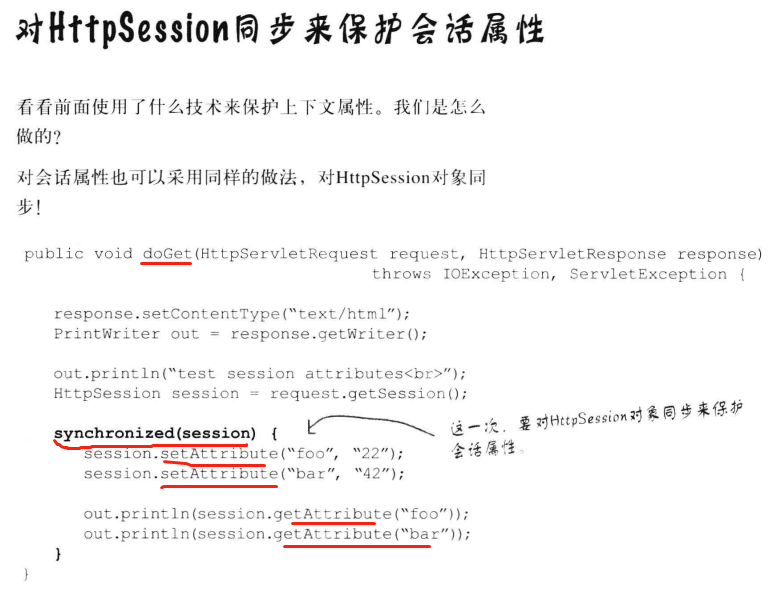 对HttpSession同步来保护会话属性
看看前面使用了什么技术来保护上下文属性。我们是怎么
做的?
对会话属性也可以采用同样的做法，对HttpSession对象同
步!
public void doGet(HttpServletRequest request, HttpServletResponse response)
throws IOException, ServletException {
response.setContentType(“text/html”);
PrintWriter out = response.getWriter();
out.println(“test session attributes<br>”);
HttpSession session = request.getSession();
synchronized(session) {
session.setAttribute(“foo”, “22”);
session.setAttribute(“bar”, “42”);
out.println(session.getAttribute(“foo”));
out.println(session.getAttribute(“bar”));
}
}
这一次，要对HttpSession对象同步来保护
会话属性。